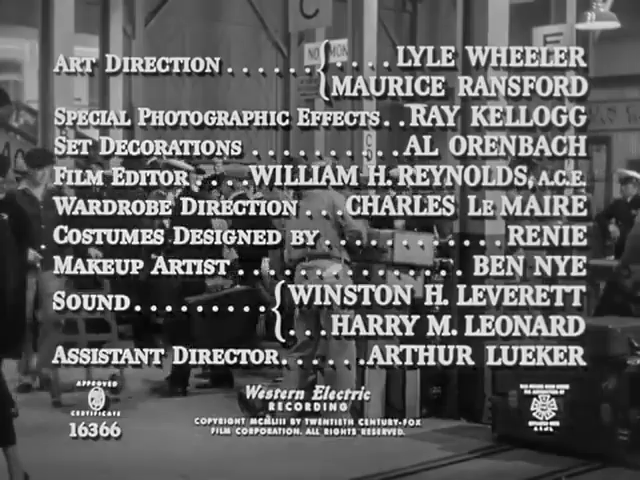 C
NO SMOK
E
ART DIRECTION......{....LYLE WHEELER
MAURICE RANSFORD
SPECIAL PHOTOGRAPHIC EFFECTS..RAY KELLOGG
SET DECORATIONS..........AL ORENBACH
FILM EDITOR....WILLIAM H. REYNOLDS, A.C.E.
WARDROBE DIRECTION...CHARLES LE MAIRE
COSTUMES DESIGNED BY............RENIE
MAKEUP ARTIST...............BEN NYE
SOUND.........{WINSTON H. LEVERETT
...HARRY M. LEONARD
ASSISTANT DIRECTOR......ARTHUR LUEKER
APPROVED
CERTIFICATE
16366
Western Electric
RECORDING
COPYRIGHT MCMLIII BY TWENTIETH CENTURY-FOX
FILM CORPORATION. ALL RIGHTS RESERVED.